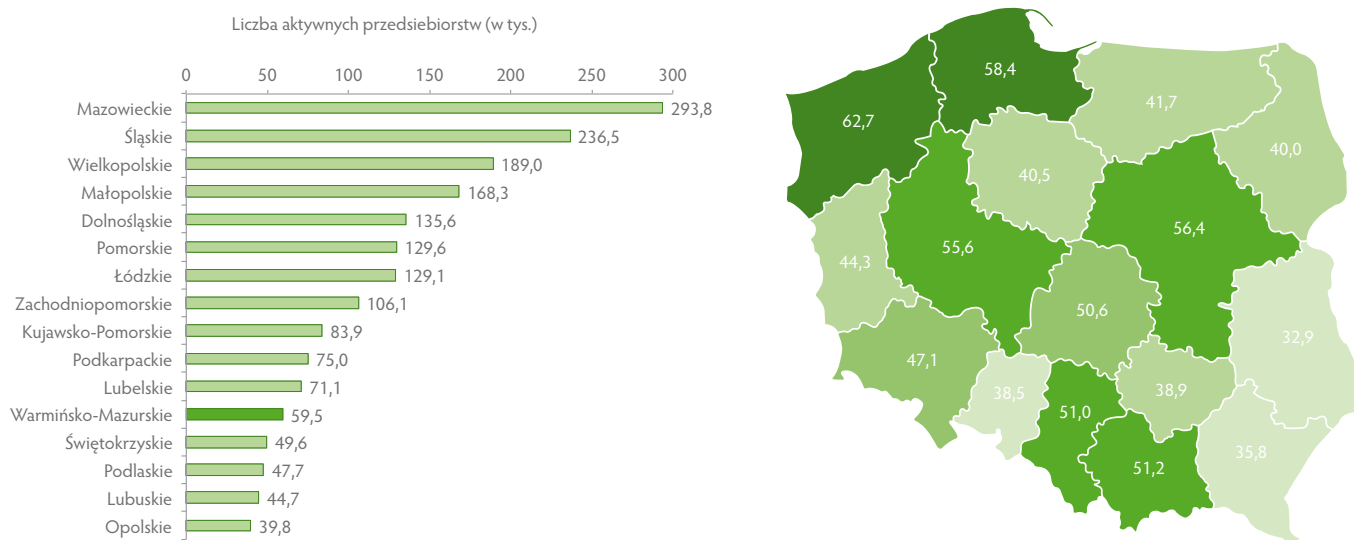 Liczba aktywnych przedsiebiorstw (w tys.)
0 50 100 150 200 250 300
Mazowieckie 293,8
Śląskie 236,5
Wielkopolskie 189,0
Małopolskie 168,3
Dolnośląskie 135,6
Pomorskie 129,6
Łódzkie 129,1
Zachodniopomorskie 106,1
Kujawsko-Pomorskie 83,9
Podkarpackie 75,0
Lubelskie 71,1
Warmińsko-Mazurskie 59,5
Świętokrzyskie 49,6
Podlaskie 47,7
Lubuskie 44,7
Opolskie 39,8
58,4
41,7
62,7
40,0
40,5
56,4
55,6
44,3
50,6
32,9
47,1
38,5
38,9
51,0
35,8
51,2